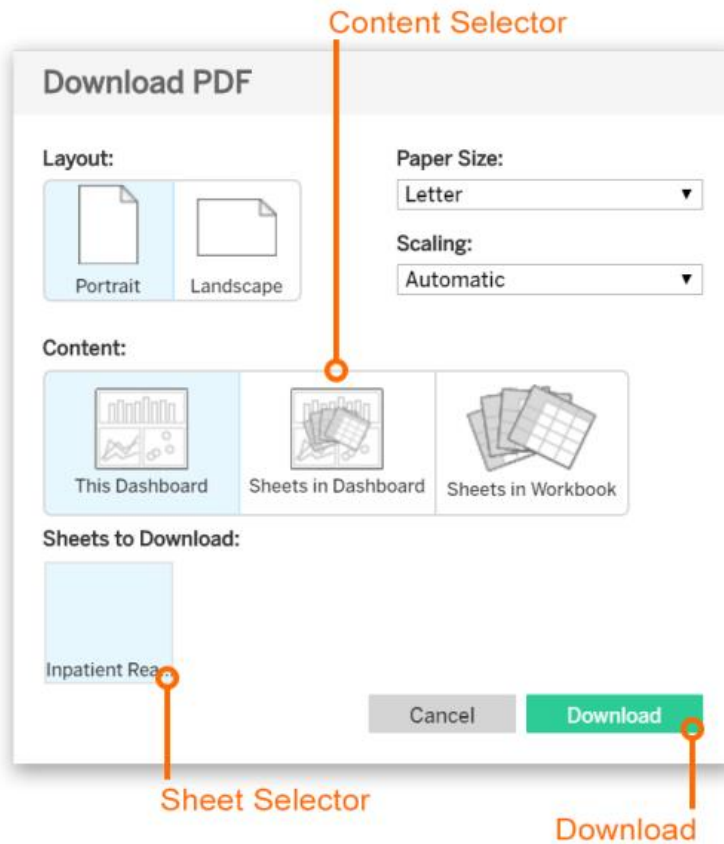 Content Selector
Download PDF
Layout:
Paper Size:
Letter
Scaling:
Portrait
Landscape
Automatic
Content:
This Dashboard
Sheets in Dashboard
Sheets in Workbook
Sheets to Download:
Inpatient Rea...
Cancel
Download
Sheet Selector
Download